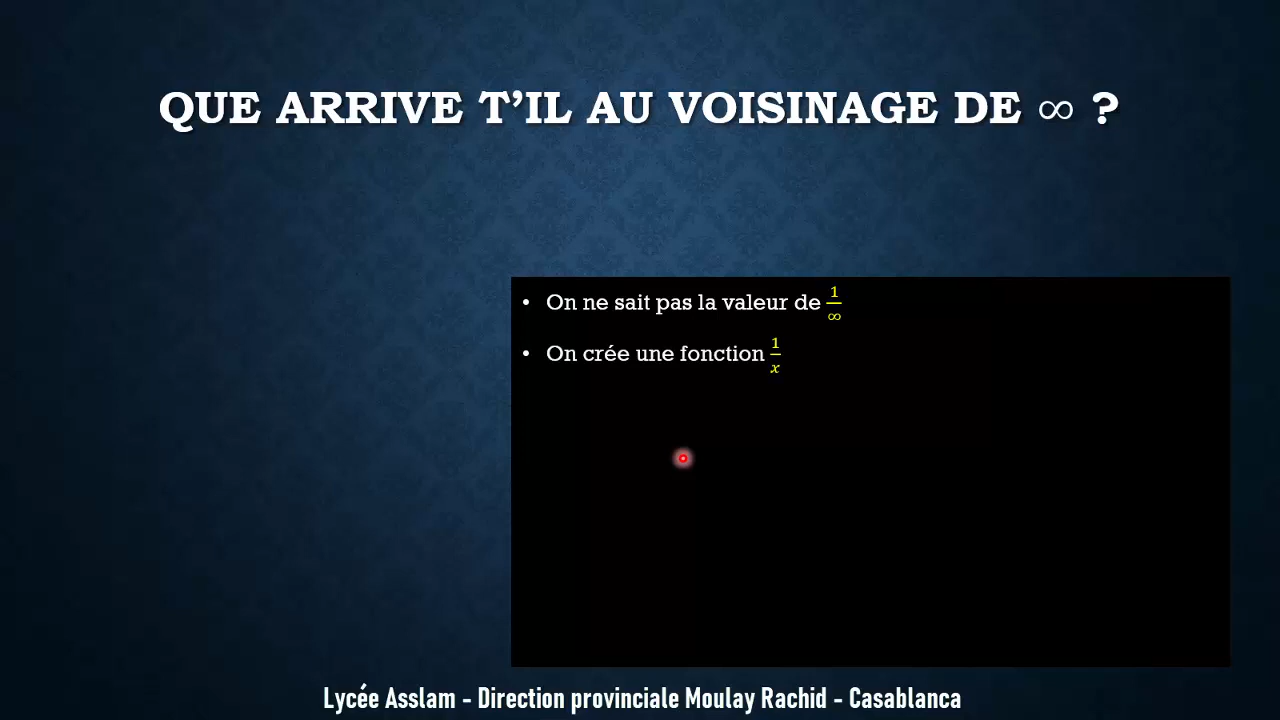 QUE ARRIVE T’IL AU VOISINAGE DE ∞ ?
• On ne sait pas la valeur de 1/∞
• On crée une fonction 1/x
Lycée Asslam - Direction provinciale Moulay Rachid - Casablanca